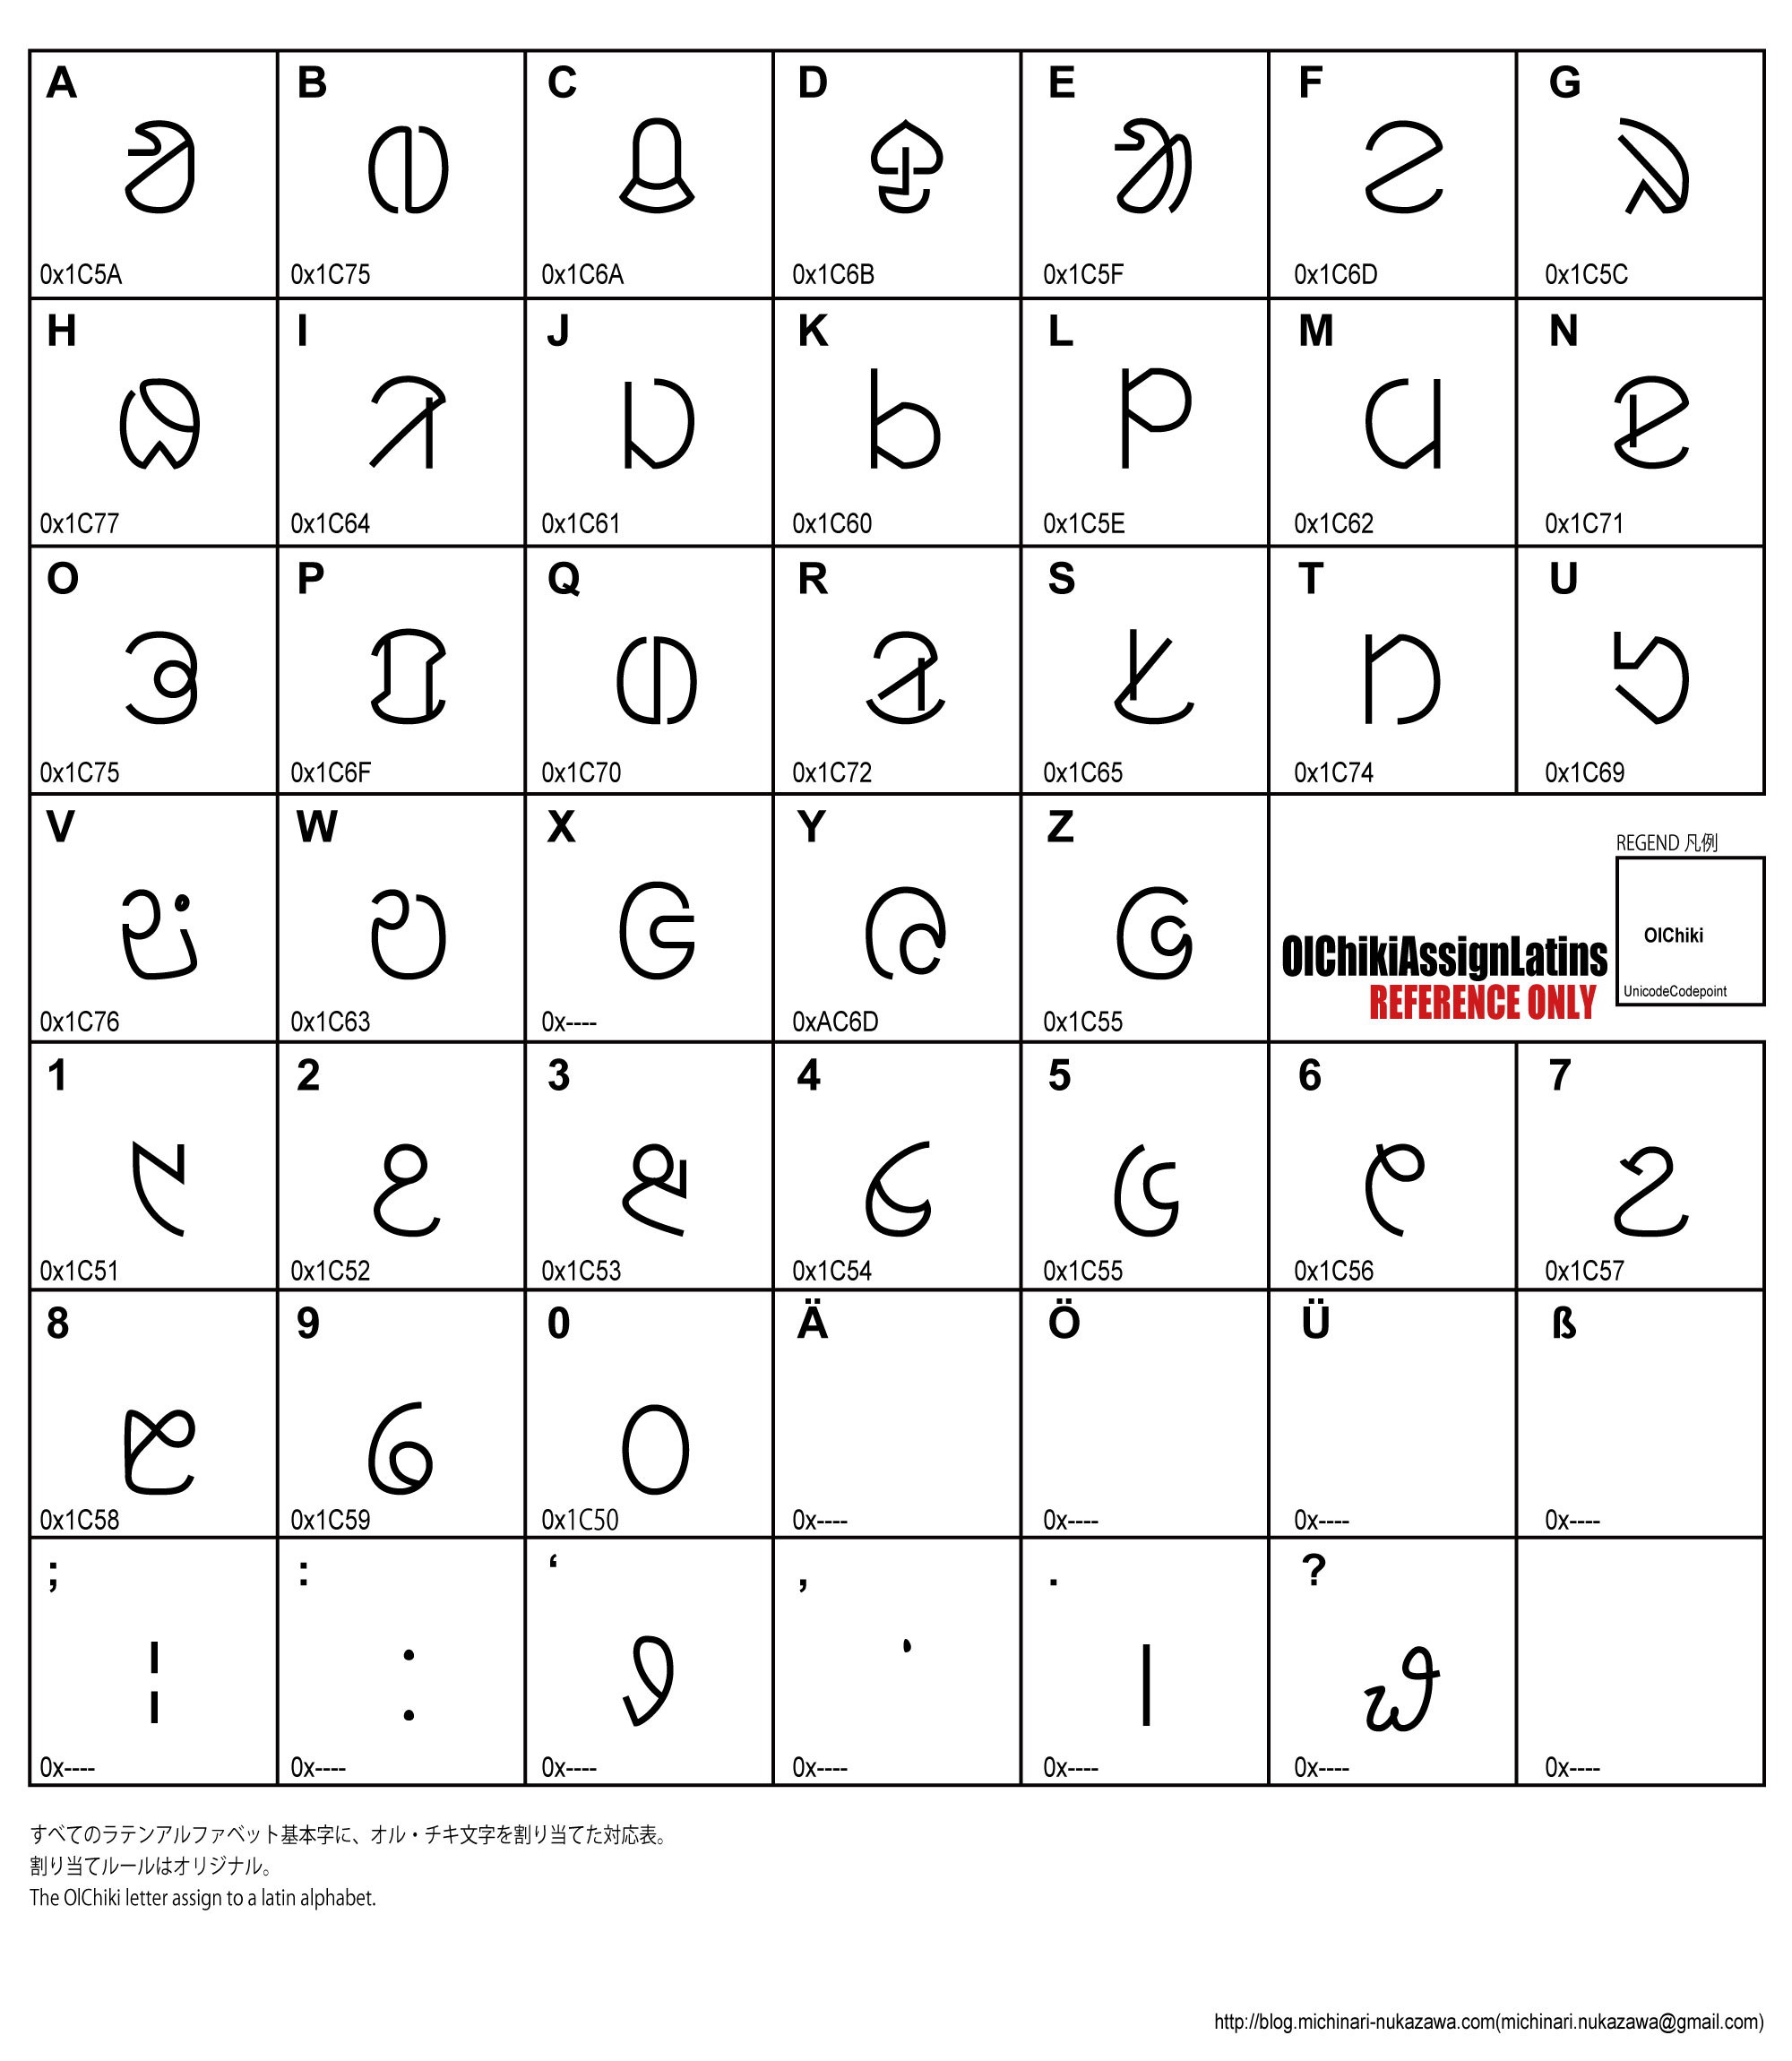 A B C D E F G
ᱚ ᱵ ᱪ ᱫ ᱟ ᱭ ᱜ
0x1C5A 0x1C75 0x1C6A 0x1C6B 0x1C5F 0x1C6D 0x1C5C
H I J K L M N
ᱷ ᱤ ᱡ ᱠ ᱞ ᱢ ᱱ
0x1C77 0x1C64 0x1C61 0x1C60 0x1C5E 0x1C62 0x1C71
O P Q R S T U
ᱳ ᱯ ᱰ ᱲ ᱥ ᱴ ᱩ
0x1C75 0x1C6F 0x1C70 0x1C72 0x1C65 0x1C74 0x1C69
V W X Y Z
ᱶ ᱣ
0x1C76 0x1C63 0x---- 0xAC6D 0x1C55
REGEND 凡例
OlChiki
UnicodeCodepoint
OlChikiAssignLatins
REFERENCE ONLY
1 2 3 4 5 6 7
᱑ ᱒ ᱓ ᱔ ᱕ ᱖ ᱗
0x1C51 0x1C52 0x1C53 0x1C54 0x1C55 0x1C56 0x1C57
8 9 0 Ä Ö Ü ß
᱘ ᱙ ᱐
0x1C58 0x1C59 0x1C50 0x---- 0x---- 0x---- 0x----
; : ‘ , . ?
0x---- 0x---- 0x---- 0x---- 0x---- 0x---- 0x----
すべてのラテンアルファベット基本字に、オル・チキ文字を割り当てた対応表。
割り当てルールはオリジナル。
The OlChiki letter assign to a latin alphabet.
http://blog.michinari-nukazawa.com(michinari.nukazawa@gmail.com)